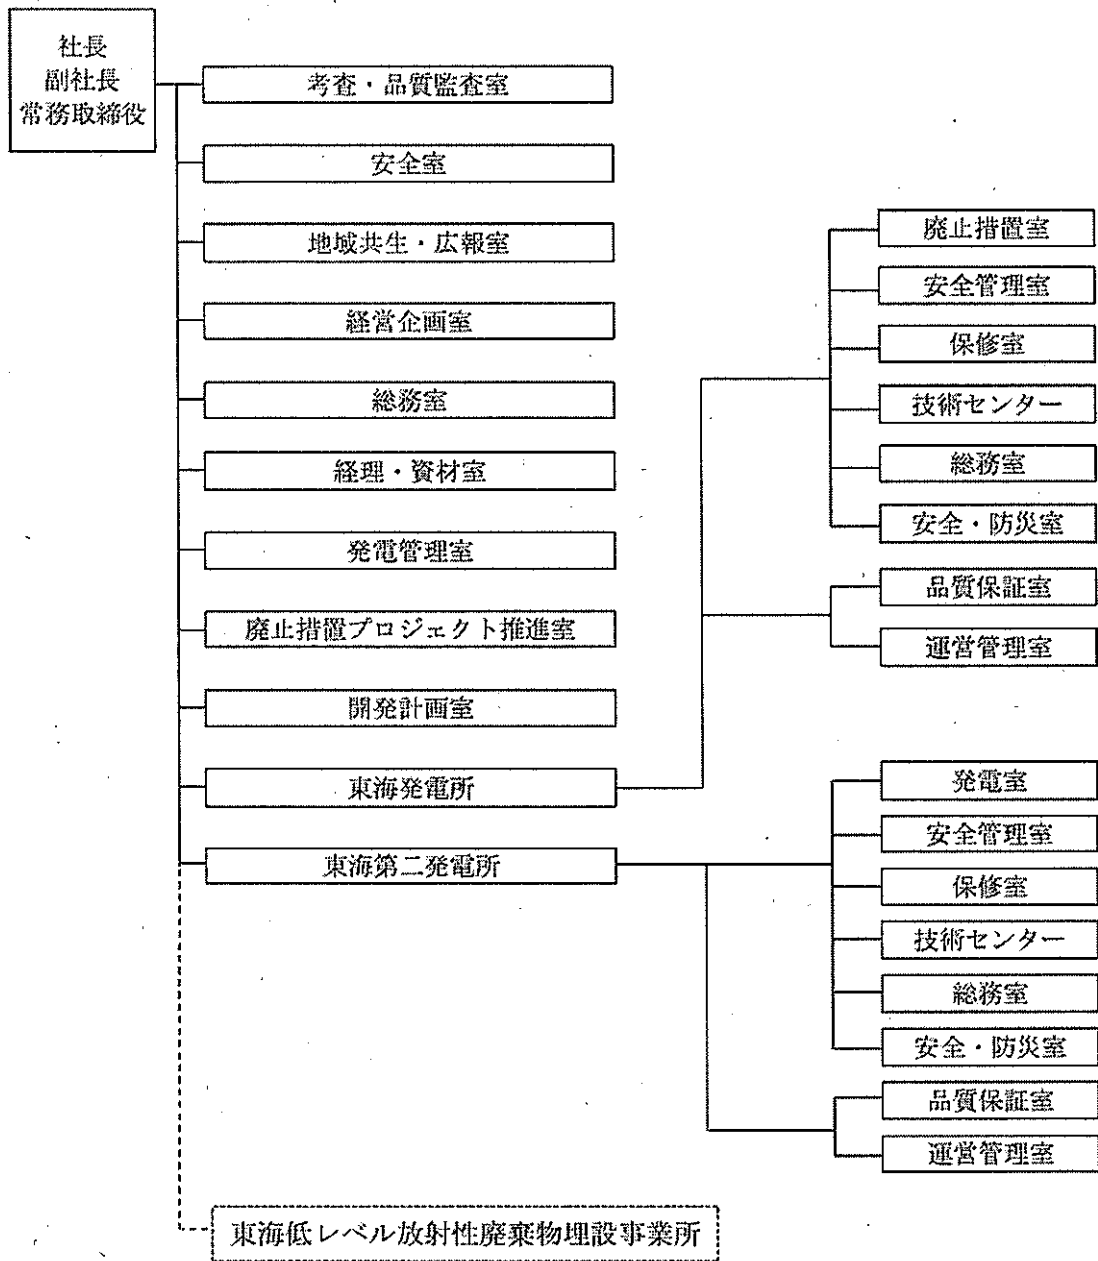 社長
副社長
常務取締役
考査・品質監査室
安全室
地域共生・広報室
経営企画室
総務室
経理・資材室
発電管理室
廃止措置プロジェクト推進室
開発計画室
東海発電所
東海第二発電所
東海低レベル放射性廃棄物埋設事業所
廃止措置室
安全管理室
保修室
技術センター
総務室
安全・防災室
品質保証室
運営管理室
発電室
安全管理室
保修室
技術センター
総務室
安全・防災室
品質保証室
運営管理室